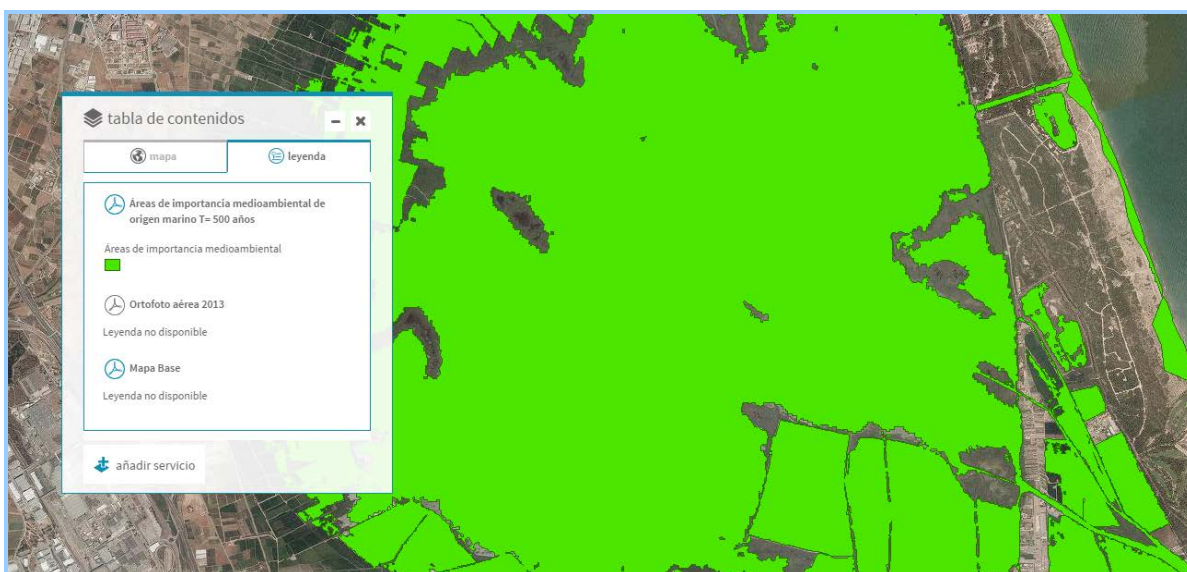 tabla de contenidos
mapa
leyenda
Áreas de importancia medioambiental de
origen marino T= 500 años
Áreas de importancia medioambiental
Ortofoto aérea 2013
Leyenda no disponible
Mapa Base
Leyenda no disponible
añadir servicio